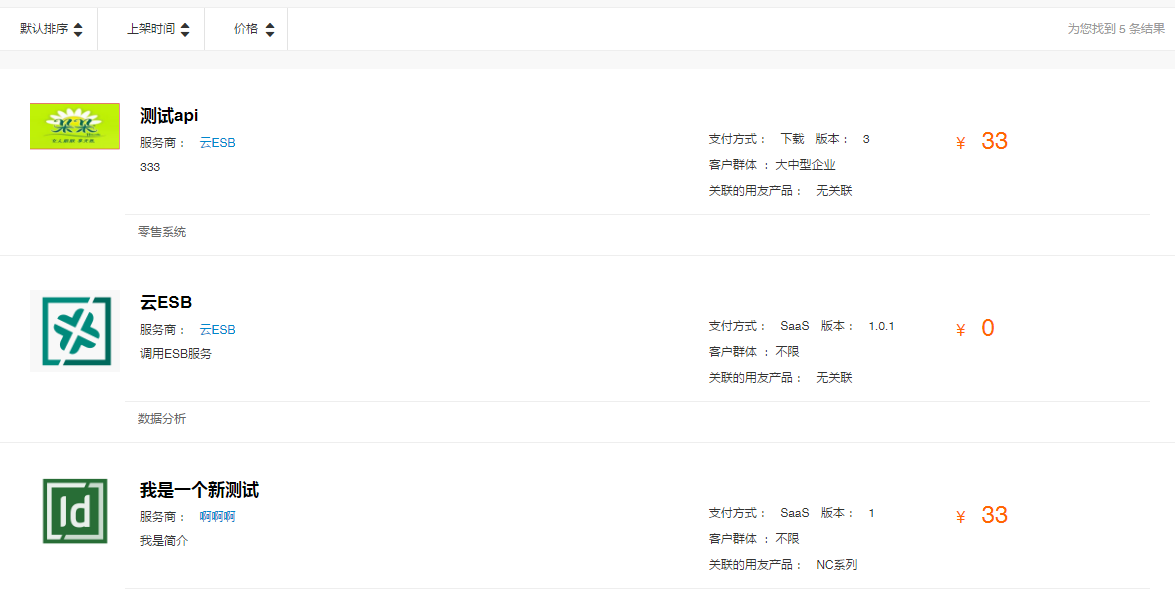 默认排序 上架时间 价格 为您找到 5 条结果
测试api
服务商： 云ESB
333
支付方式： 下载 版本： 3
客户群体 ： 大中型企业
关联的用友产品： 无关联
¥ 33
零售系统
云ESB
服务商： 云ESB
调用ESB服务
支付方式： SaaS 版本： 1.0.1
客户群体 ： 不限
关联的用友产品： 无关联
¥ 0
数据分析
Id
我是一个新测试
服务商： 啊啊啊
我是简介
支付方式： SaaS 版本： 1
客户群体 ： 不限
关联的用友产品： NC系列
¥ 33